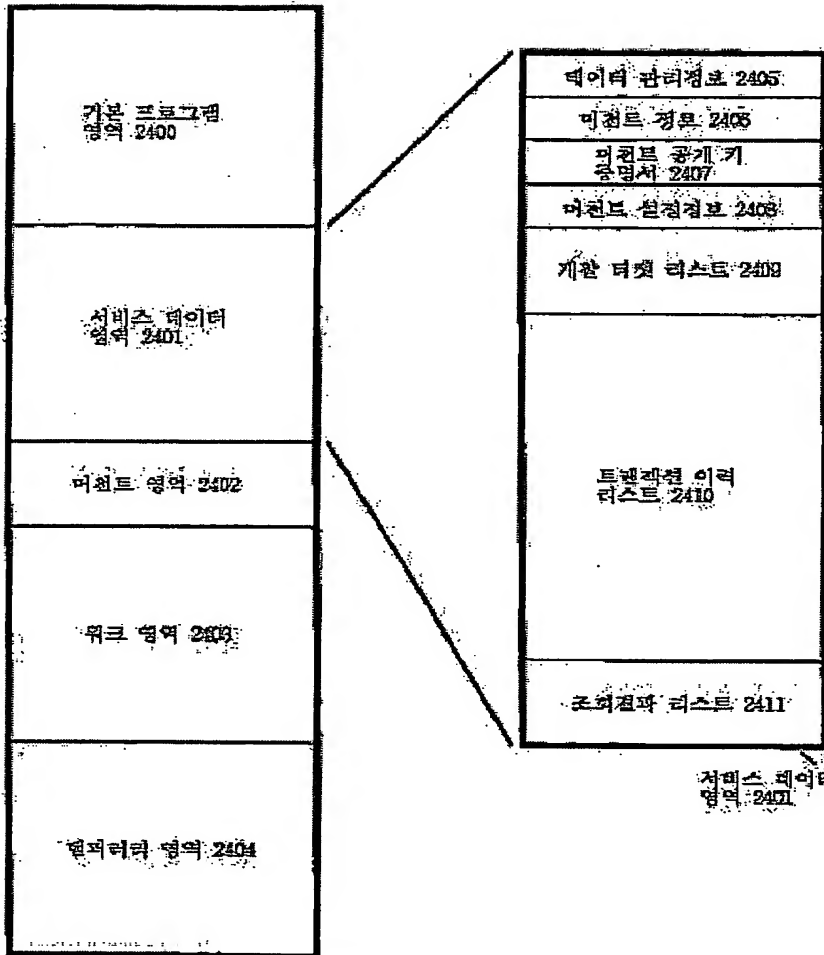 기본 프로그램
영역 2400
서비스 데이터
영역 2401
머천트 영역 2402
워크 영역 2403
템퍼러리 영역 2404
데이터 관리정보 2405
머천트 정보 2406
머천트 공개 키
증명서 2407
머천트 설정정보 2408
개찰 티켓 리스트 2409
트랜잭션 이력
리스트 2410
조회결과 리스트 2411
서비스 데이터
영역 2401